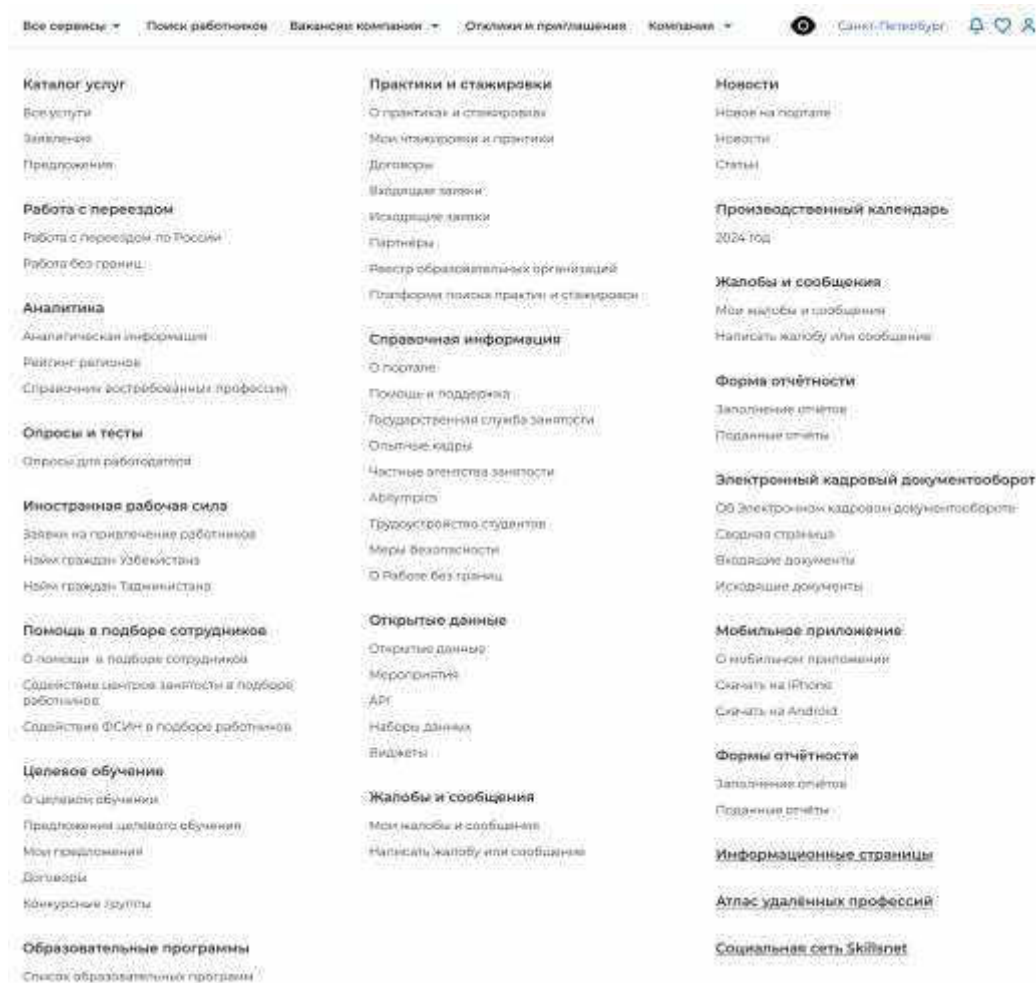 Все сервисы
Поиск работников
Вакансии компании
Отклики и приглашения
Компании
Санкт-Петербург
Каталог услуг
Все услуги
Заявления
Предложения
Работа с переездом
Работа с переездом по России
Работа без границ
Аналитика
Аналитическая информация
Рейтинг регионов
Справочник востребованных профессий
Опросы и тесты
Опросы для работодателя
Иностранная рабочая сила
Заявки на привлечение работников
Найм граждан Узбекистана
Найм граждан Таджикистана
Помощь в подборе сотрудников
О помощи в подборе сотрудников
Содействие центров занятости в подборе
работников
Содействие ФСИН в подборе работников
Целевое обучение
О целевом обучении
Предложения целевого обучения
Мои предложения
Договоры
Конкурсные группы
Образовательные программы
Список образовательных программ
Практики и стажировки
О практиках и стажировках
Мои стажировки и практики
Договоры
Входящие заявки
Исходящие заявки
Партнёры
Реестр образовательных организаций
Платформы поиска практик и стажировок
Справочная информация
О портале
Помощь и поддержка
Государственная служба занятости
Опытные кадры
Частные агентства занятости
Abilympics
Трудоустройство студентов
Меры безопасности
О Работе без границ
Открытые данные
Открытые данные
Мероприятия
API
Наборы данных
Виджеты
Жалобы и сообщения
Мои жалобы и сообщения
Написать жалобу или сообщение
Новости
Новое на портале
Новости
Статьи
Производственный календарь
2024 год
Жалобы и сообщения
Мои жалобы и сообщения
Написать жалобу или сообщение
Форма отчётности
Заполнение отчётов
Поданные отчёты
Электронный кадровый документооборот
Об Электронном кадровом документообороте
Сводная страница
Входящие документы
Исходящие документы
Мобильное приложение
О мобильном приложении
Скачать на iPhone
Скачать на Android
Формы отчётности
Заполнение отчётов
Поданные отчёты
Информационные страницы
Атлас удалённых профессий
Социальная сеть Skillsnet